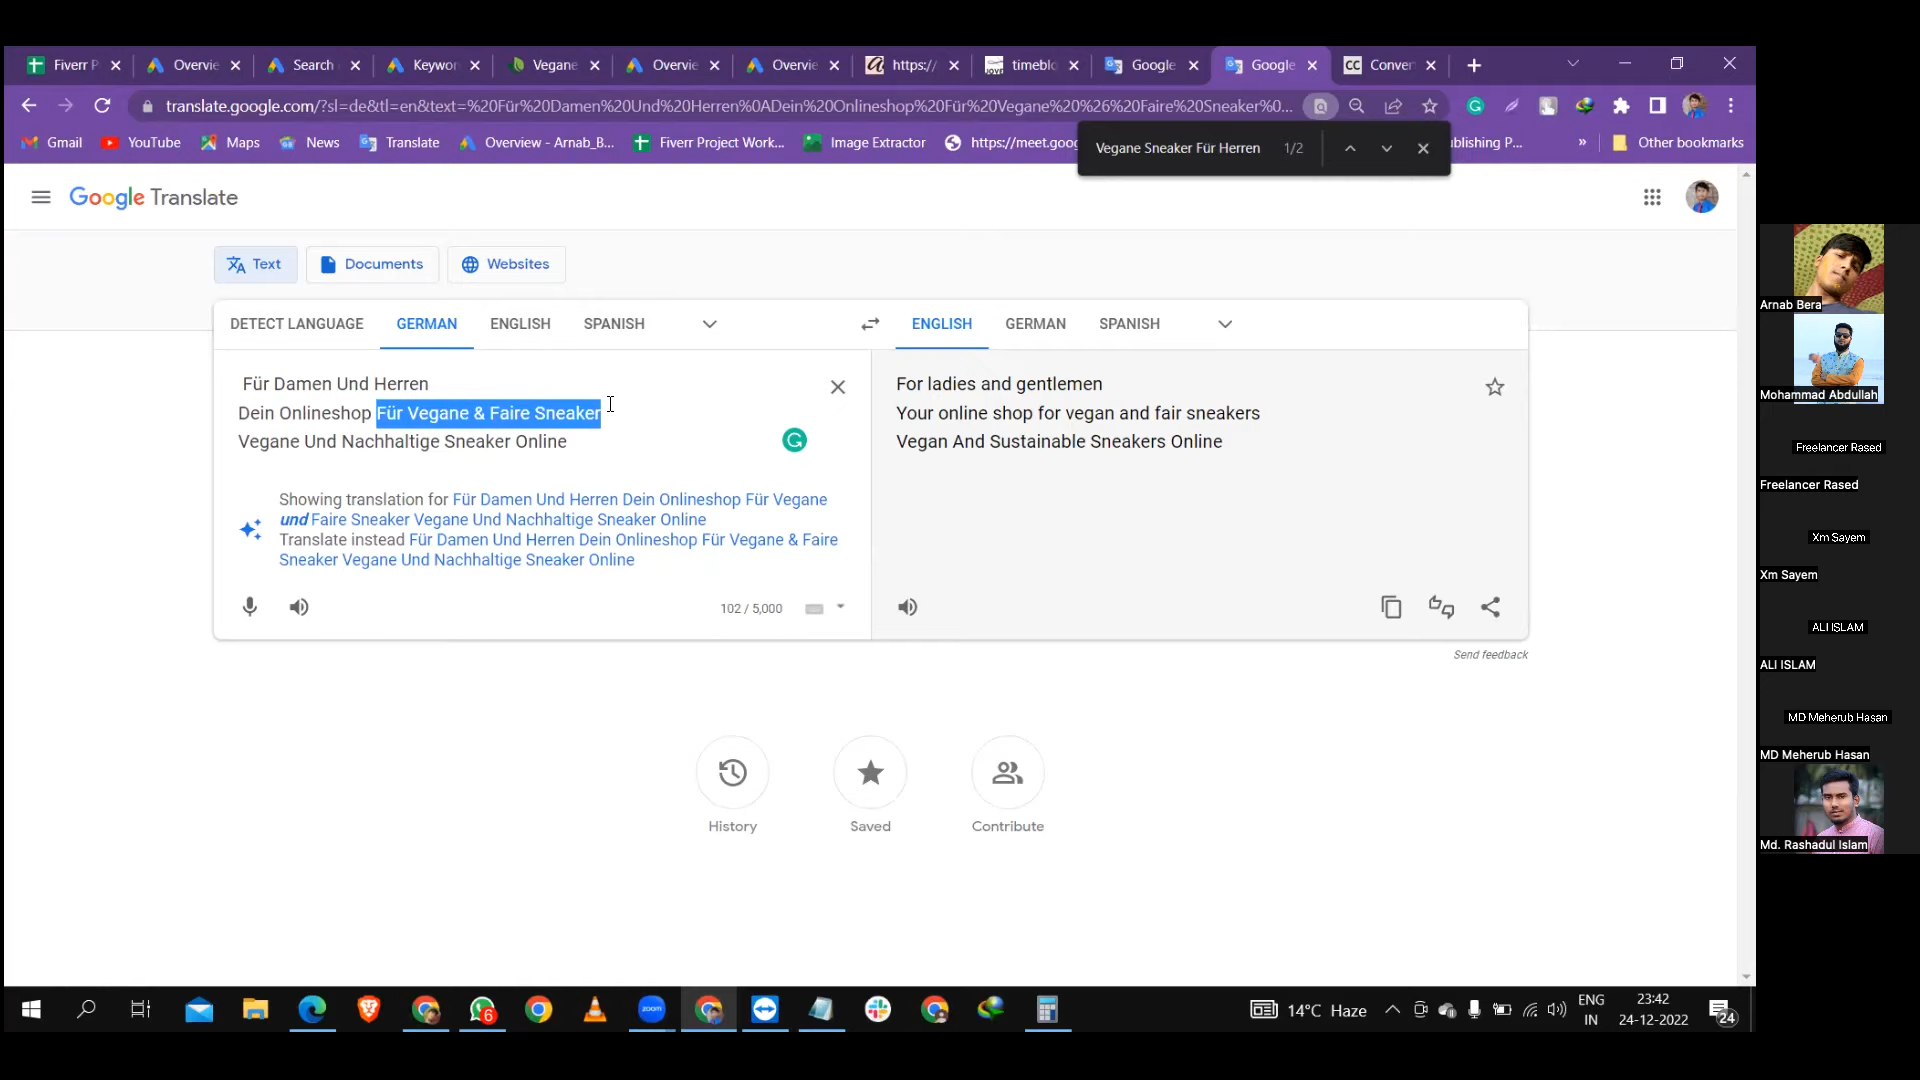 Fiverr P
Overvie
Search
Keywor
Vegane
Overvie
Overvie
https:/
timeblo
Google
Google
CC Conver
translate.google.com/?sl=de&tl=en&text=%20Für%20Damen%20Und%20Herren%0ADein%20Onlineshop%20Für%20Vegane%20%26%20Faire%20Sneaker%0...
Gmail
YouTube
Maps
News
Translate
Overview - Arnab_B...
Fiverr Project Work...
Image Extractor
https://meet.goog
Vegane Sneaker Für Herren 1/2
ublishing P...
»
Other bookmarks
Google Translate
Text
Documents
Websites
DETECT LANGUAGE GERMAN ENGLISH SPANISH
ENGLISH GERMAN SPANISH
Für Damen Und Herren
Dein Onlineshop Für Vegane & Faire Sneaker
Vegane Und Nachhaltige Sneaker Online
For ladies and gentlemen
Your online shop for vegan and fair sneakers
Vegan And Sustainable Sneakers Online
Showing translation for Für Damen Und Herren Dein Onlineshop Für Vegane
und Faire Sneaker Vegane Und Nachhaltige Sneaker Online
Translate instead Für Damen Und Herren Dein Onlineshop Für Vegane & Faire
Sneaker Vegane Und Nachhaltige Sneaker Online
102 / 5,000
Send feedback
History
Saved
Contribute
Arnab Bera
Mohammad Abdullah
Freelancer Rased
Freelancer Rased
Xm Sayem
Xm Sayem
ALI ISLAM
ALI ISLAM
MD Meherub Hasan
MD Meherub Hasan
Md. Rashadul Islam
6
zoom
14°C Haze
ENG
IN
23:42
24-12-2022
24